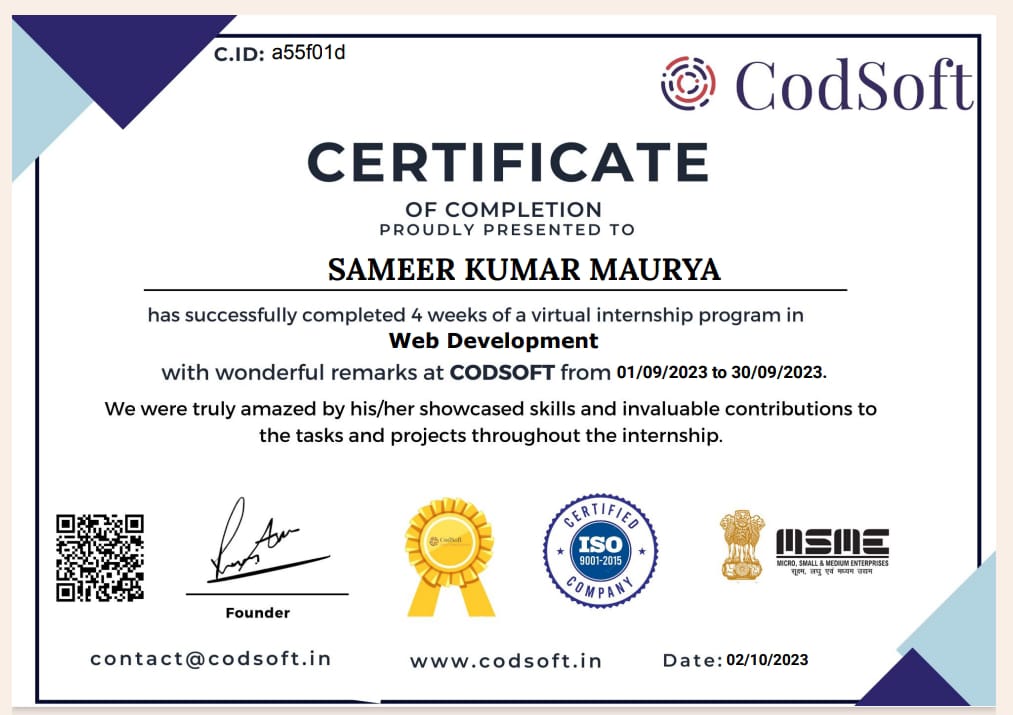 C.ID: a55f01d
CodSoft
CERTIFICATE
OF COMPLETION
PROUDLY PRESENTED TO
SAMEER KUMAR MAURYA
has successfully completed 4 weeks of a virtual internship program in
Web Development
with wonderful remarks at CODSOFT from 01/09/2023 to 30/09/2023.
We were truly amazed by his/her showcased skills and invaluable contributions to
the tasks and projects throughout the internship.
Founder
CodSoft
CERTIFIED
ISO
9001-2015
COMPANY
MSME
MICRO, SMALL & MEDIUM ENTERPRISES
सूक्ष्म, लघु एवं मध्यम उद्यम
contact@codsoft.in
www.codsoft.in
Date: 02/10/2023